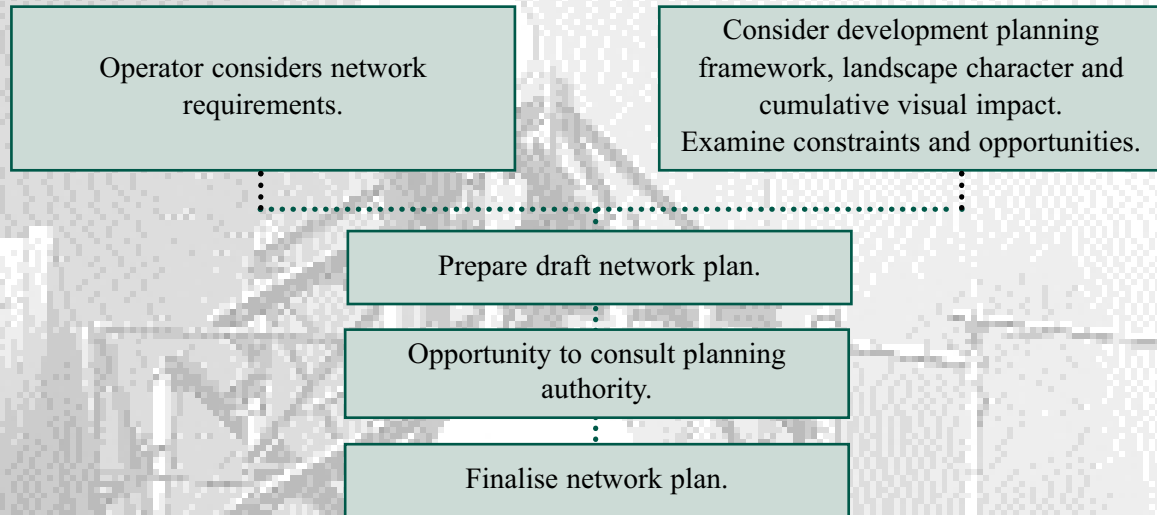 Operator considers network
requirements.
Consider development planning
framework, landscape character and
cumulative visual impact.
Examine constraints and opportunities.
Prepare draft network plan.
Opportunity to consult planning
authority.
Finalise network plan.